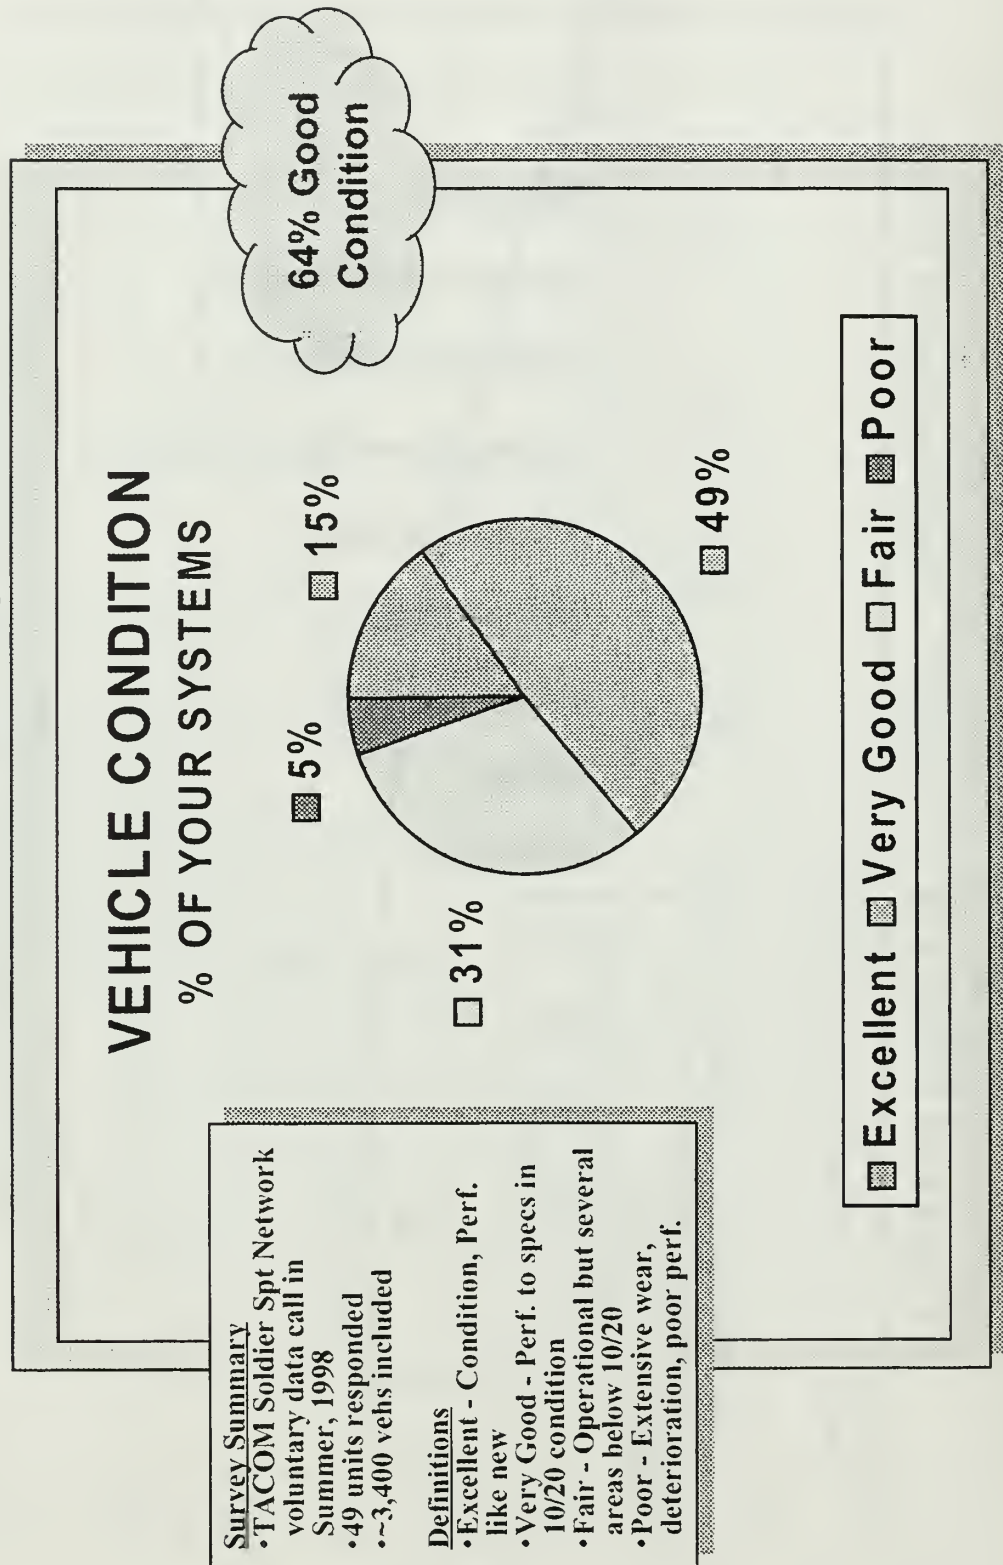 VEHICLE CONDITION
% OF YOUR SYSTEMS
64% Good
Condition
5%
15%
31%
49%
Excellent Very Good Fair Poor
Survey Summary
•TACOM Soldier Spt Network
voluntary data call in
Summer, 1998
•49 units responded
•~3,400 vehs included
Definitions
•Excellent - Condition, Perf.
like new
•Very Good - Perf. to specs in
10/20 condition
•Fair - Operational but several
areas below 10/20
•Poor - Extensive wear,
deterioration, poor perf.